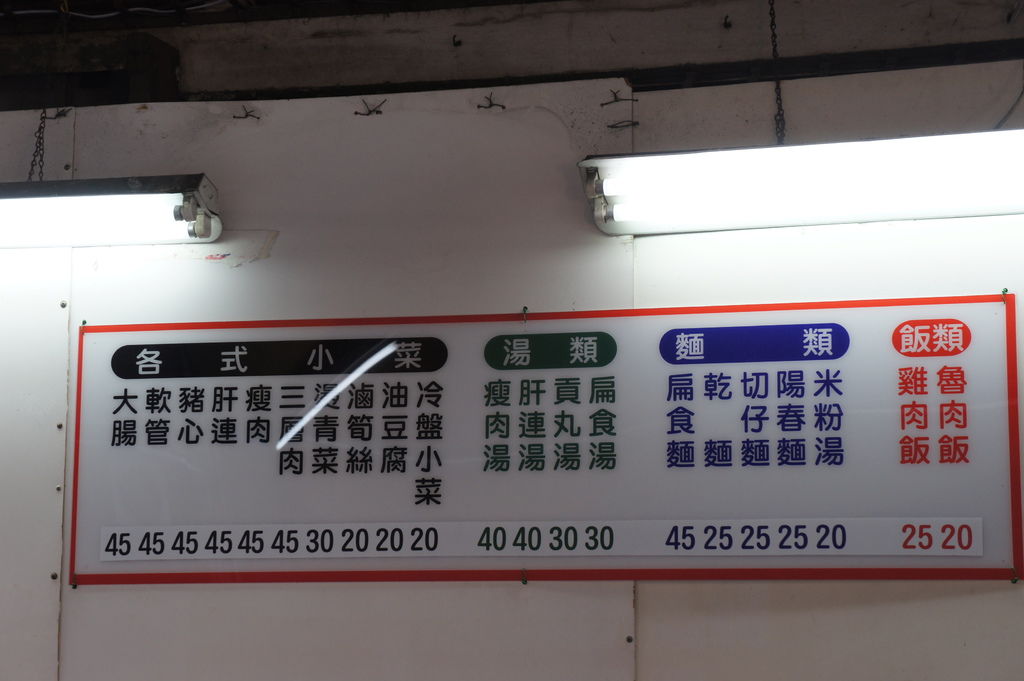 飯類
魯肉飯
雞肉飯
25 20
麵類
米粉湯
陽春麵
切仔麵
乾麵
扁食麵
45 25 25 25 20
湯類
扁食湯
貢丸湯
肝連湯
瘦肉湯
40 40 30 30
各式小菜
冷盤小菜
油豆腐
滷筍絲
燙青菜
三層肉
瘦肉
肝連
豬心
軟管
大腸
45 45 45 45 45 45 30 20 20 20